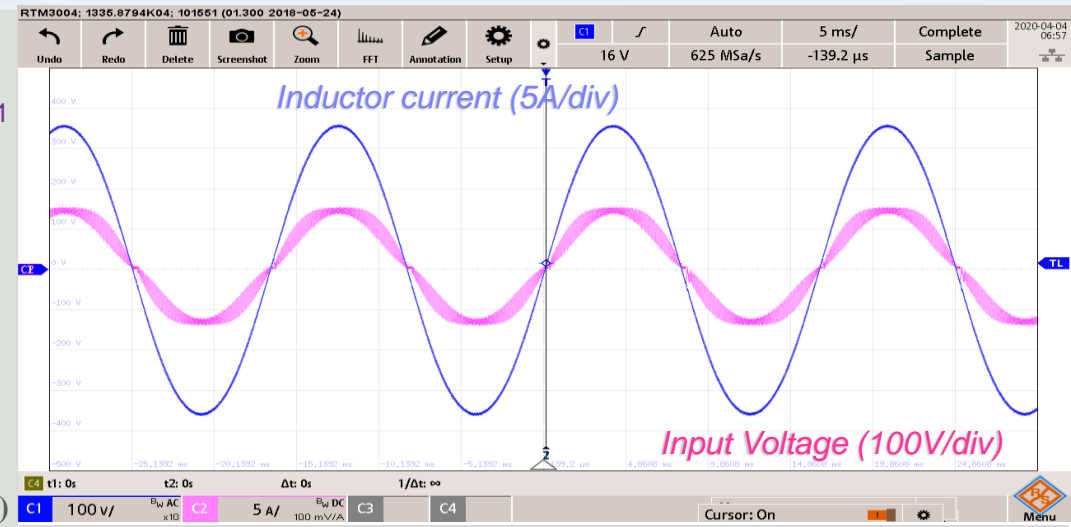 RTM3004; 1335.8794K04; 101551 (01.300 2018-05-24)
Undo Redo Delete Screenshot Zoom FFT Annotation Setup
C1 Auto 5 ms/ Complete 2020-04-04
06:57
16 V 625 MSa/s -139.2 µs Sample
1
Inductor current (5A/div)
T
400 V
300 V
200 V
100 V
0 V
TL
-100 V
-200 V
-300 V
-400 V
Input Voltage (100V/div)
-500 V -25.1392 ms -20.1392 ms -15.1392 ms -10.1392 ms -5.1392 ms 2 4.8608 ms 9.8608 ms 14.8608 ms 19.8608 ms 24.8608 ms
C4 t1: 0s t2: 0s Δt: 0s 1/Δt: ∞
) C1 100 V/ BW AC x10 C2 5 A/ BW DC 100 mV/A C3 C4 Cursor: On Menu